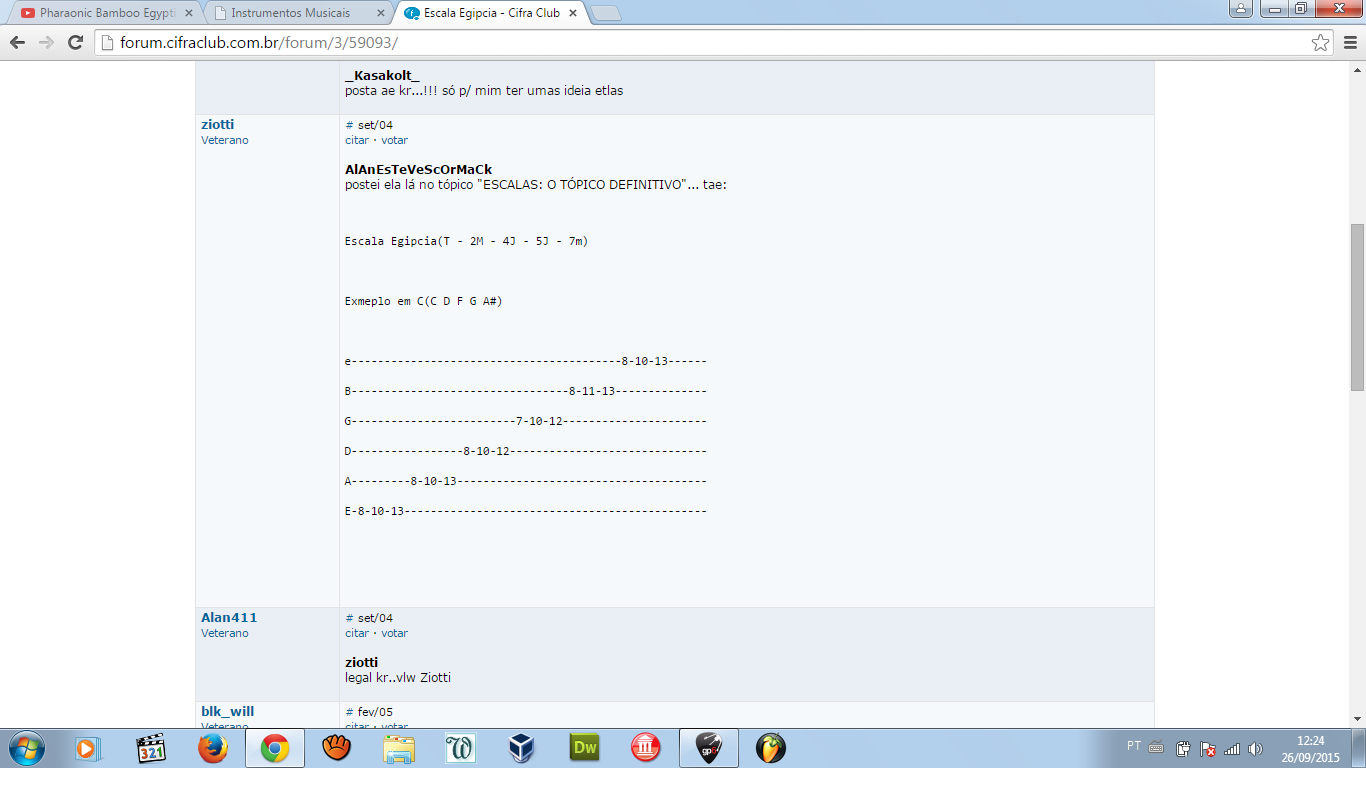 Pharaonic Bamboo Egypti
Instrumentos Musicais
Escala Egipcia - Cifra Club
forum.cifraclub.com.br/forum/3/59093/
_Kasakolt_
posta ae kr...!!! só p/ mim ter umas ideia etlas
ziotti
Veterano
# set/04
citar · votar
AlAnEsTeVeScOrMaCk
postei ela lá no tópico "ESCALAS: O TÓPICO DEFINITIVO"... tae:
Escala Egipcia(T - 2M - 4J - 5J - 7m)
Exmeplo em C(C D F G A#)
e-----------------------------------------8-10-13------
B---------------------------------8-11-13--------------
G-------------------------7-10-12----------------------
D-----------------8-10-12------------------------------
A---------8-10-13--------------------------------------
E-8-10-13----------------------------------------------
Alan411
Veterano
# set/04
citar · votar
ziotti
legal kr..vlw Ziotti
blk_will
Veterano
# fev/05
citar · votar
321
W
Dw
gp6
PT
12:24
26/09/2015